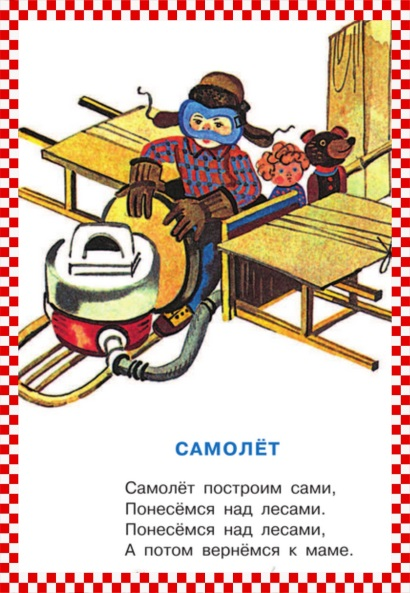 САМОЛЁТ
Самолёт построим сами,
Понесёмся над лесами.
Понесёмся над лесами,
А потом вернёмся к маме.